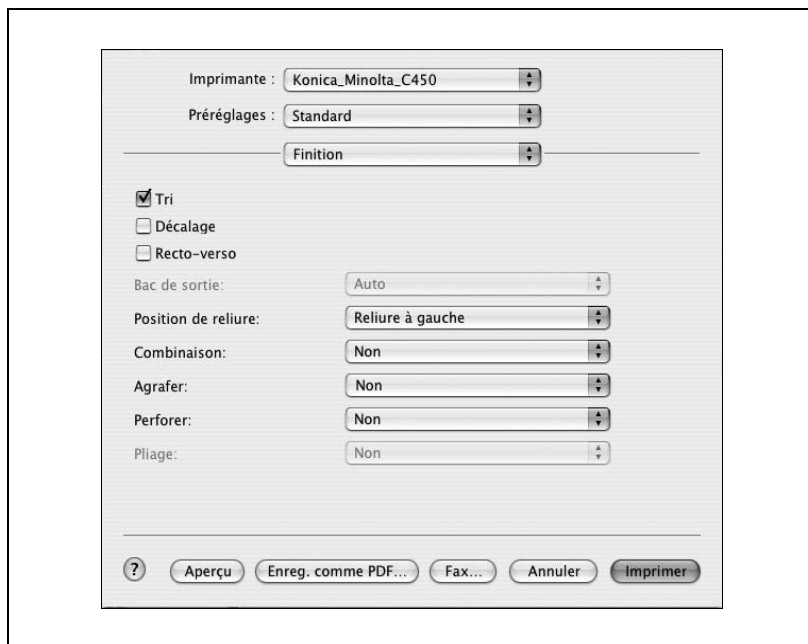 Imprimante : Konica_Minolta_C450
Préréglages : Standard
Finition
Tri
Décalage
Recto-verso
Bac de sortie: Auto
Position de reliure: Reliure à gauche
Combinaison: Non
Agrafer: Non
Perforer: Non
Pliage: Non
? Aperçu Enreg. comme PDF... Fax... Annuler Imprimer